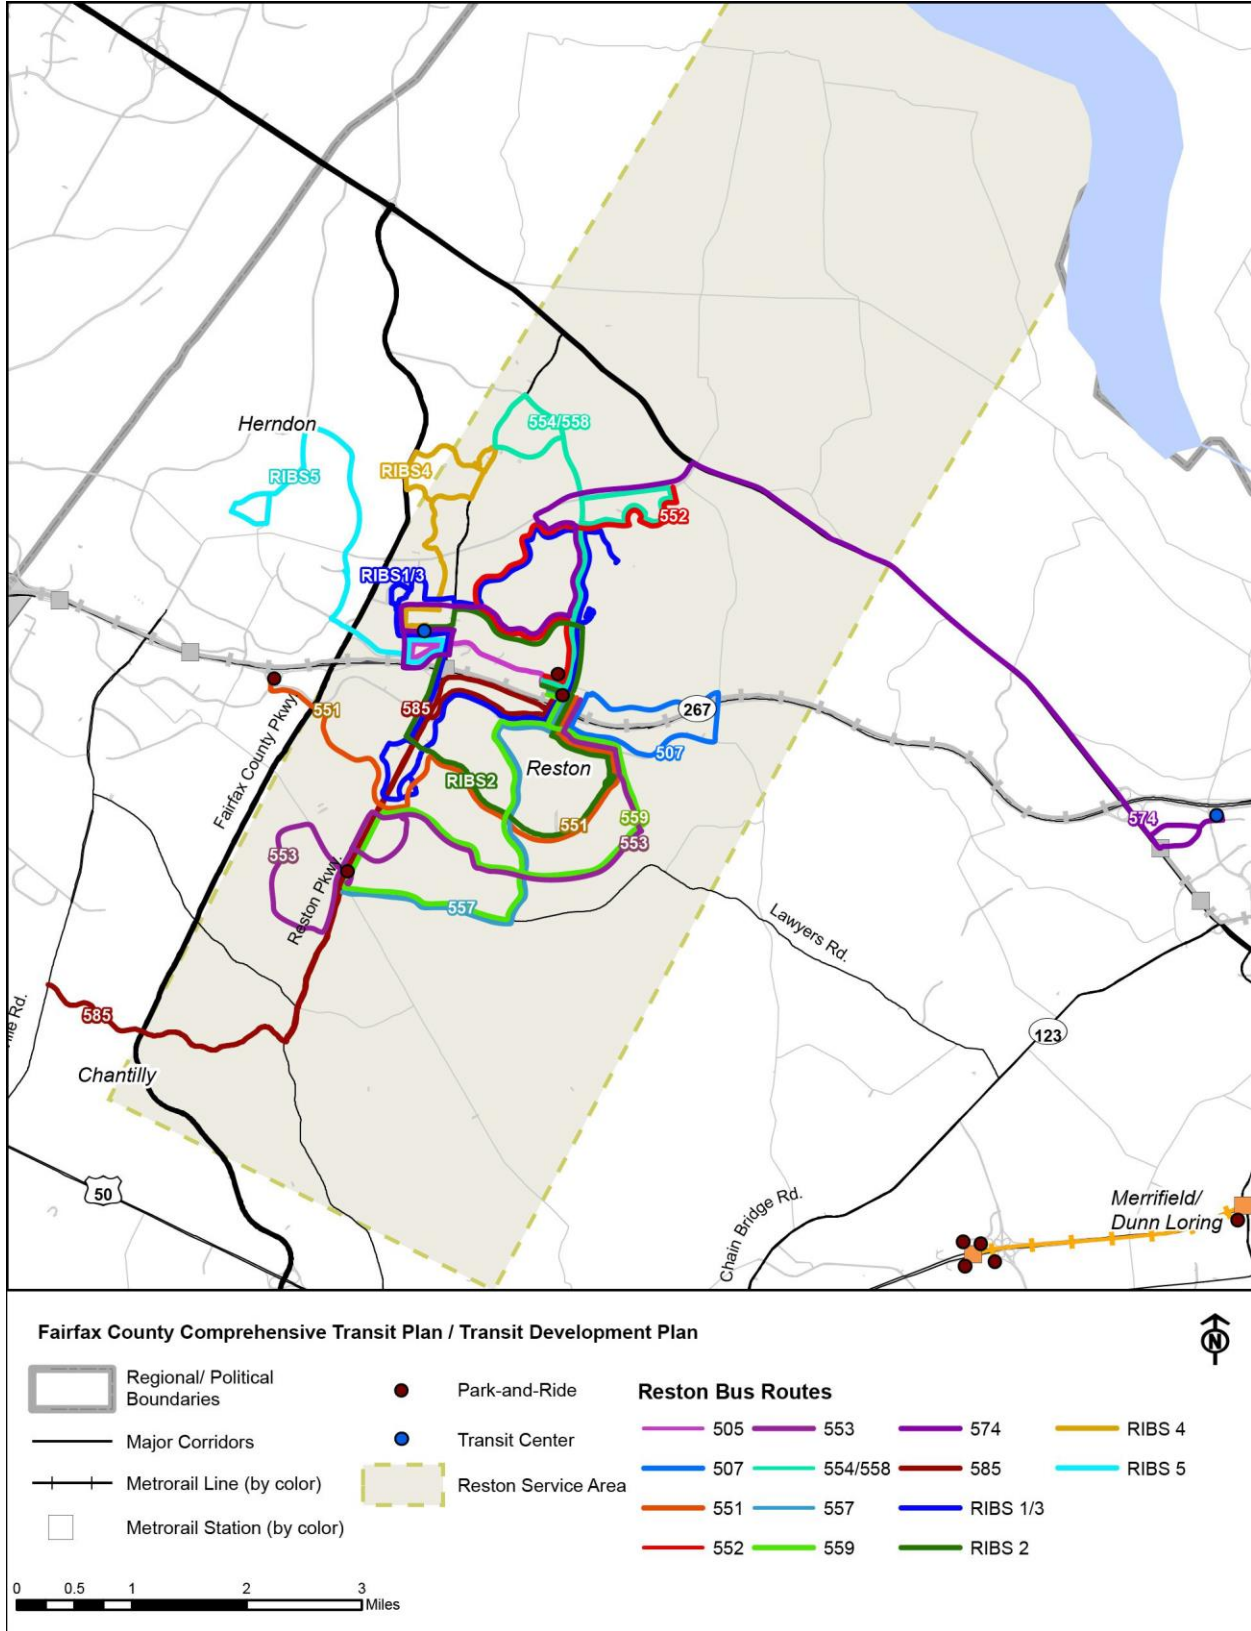 Herndon
554/558
RIBS4
RIBS5
552
RIBS1/3
267
551
585
507
Fairfax County Pkwy.
Reston
RIBS2
559
551
553
574
553
Reston Pkwy.
557
Lawyers Rd.
585
Rd.
123
Chantilly
50
Chain Bridge Rd.
Merrifield/
Dunn Loring
Fairfax County Comprehensive Transit Plan / Transit Development Plan
N
Regional/ Political
Boundaries
Major Corridors
Metrorail Line (by color)
Metrorail Station (by color)
Park-and-Ride
Transit Center
Reston Service Area
Reston Bus Routes
505 553 574 RIBS 4
507 554/558 585 RIBS 5
551 557 RIBS 1/3
552 559 RIBS 2
0 0.5 1 2 3
Miles